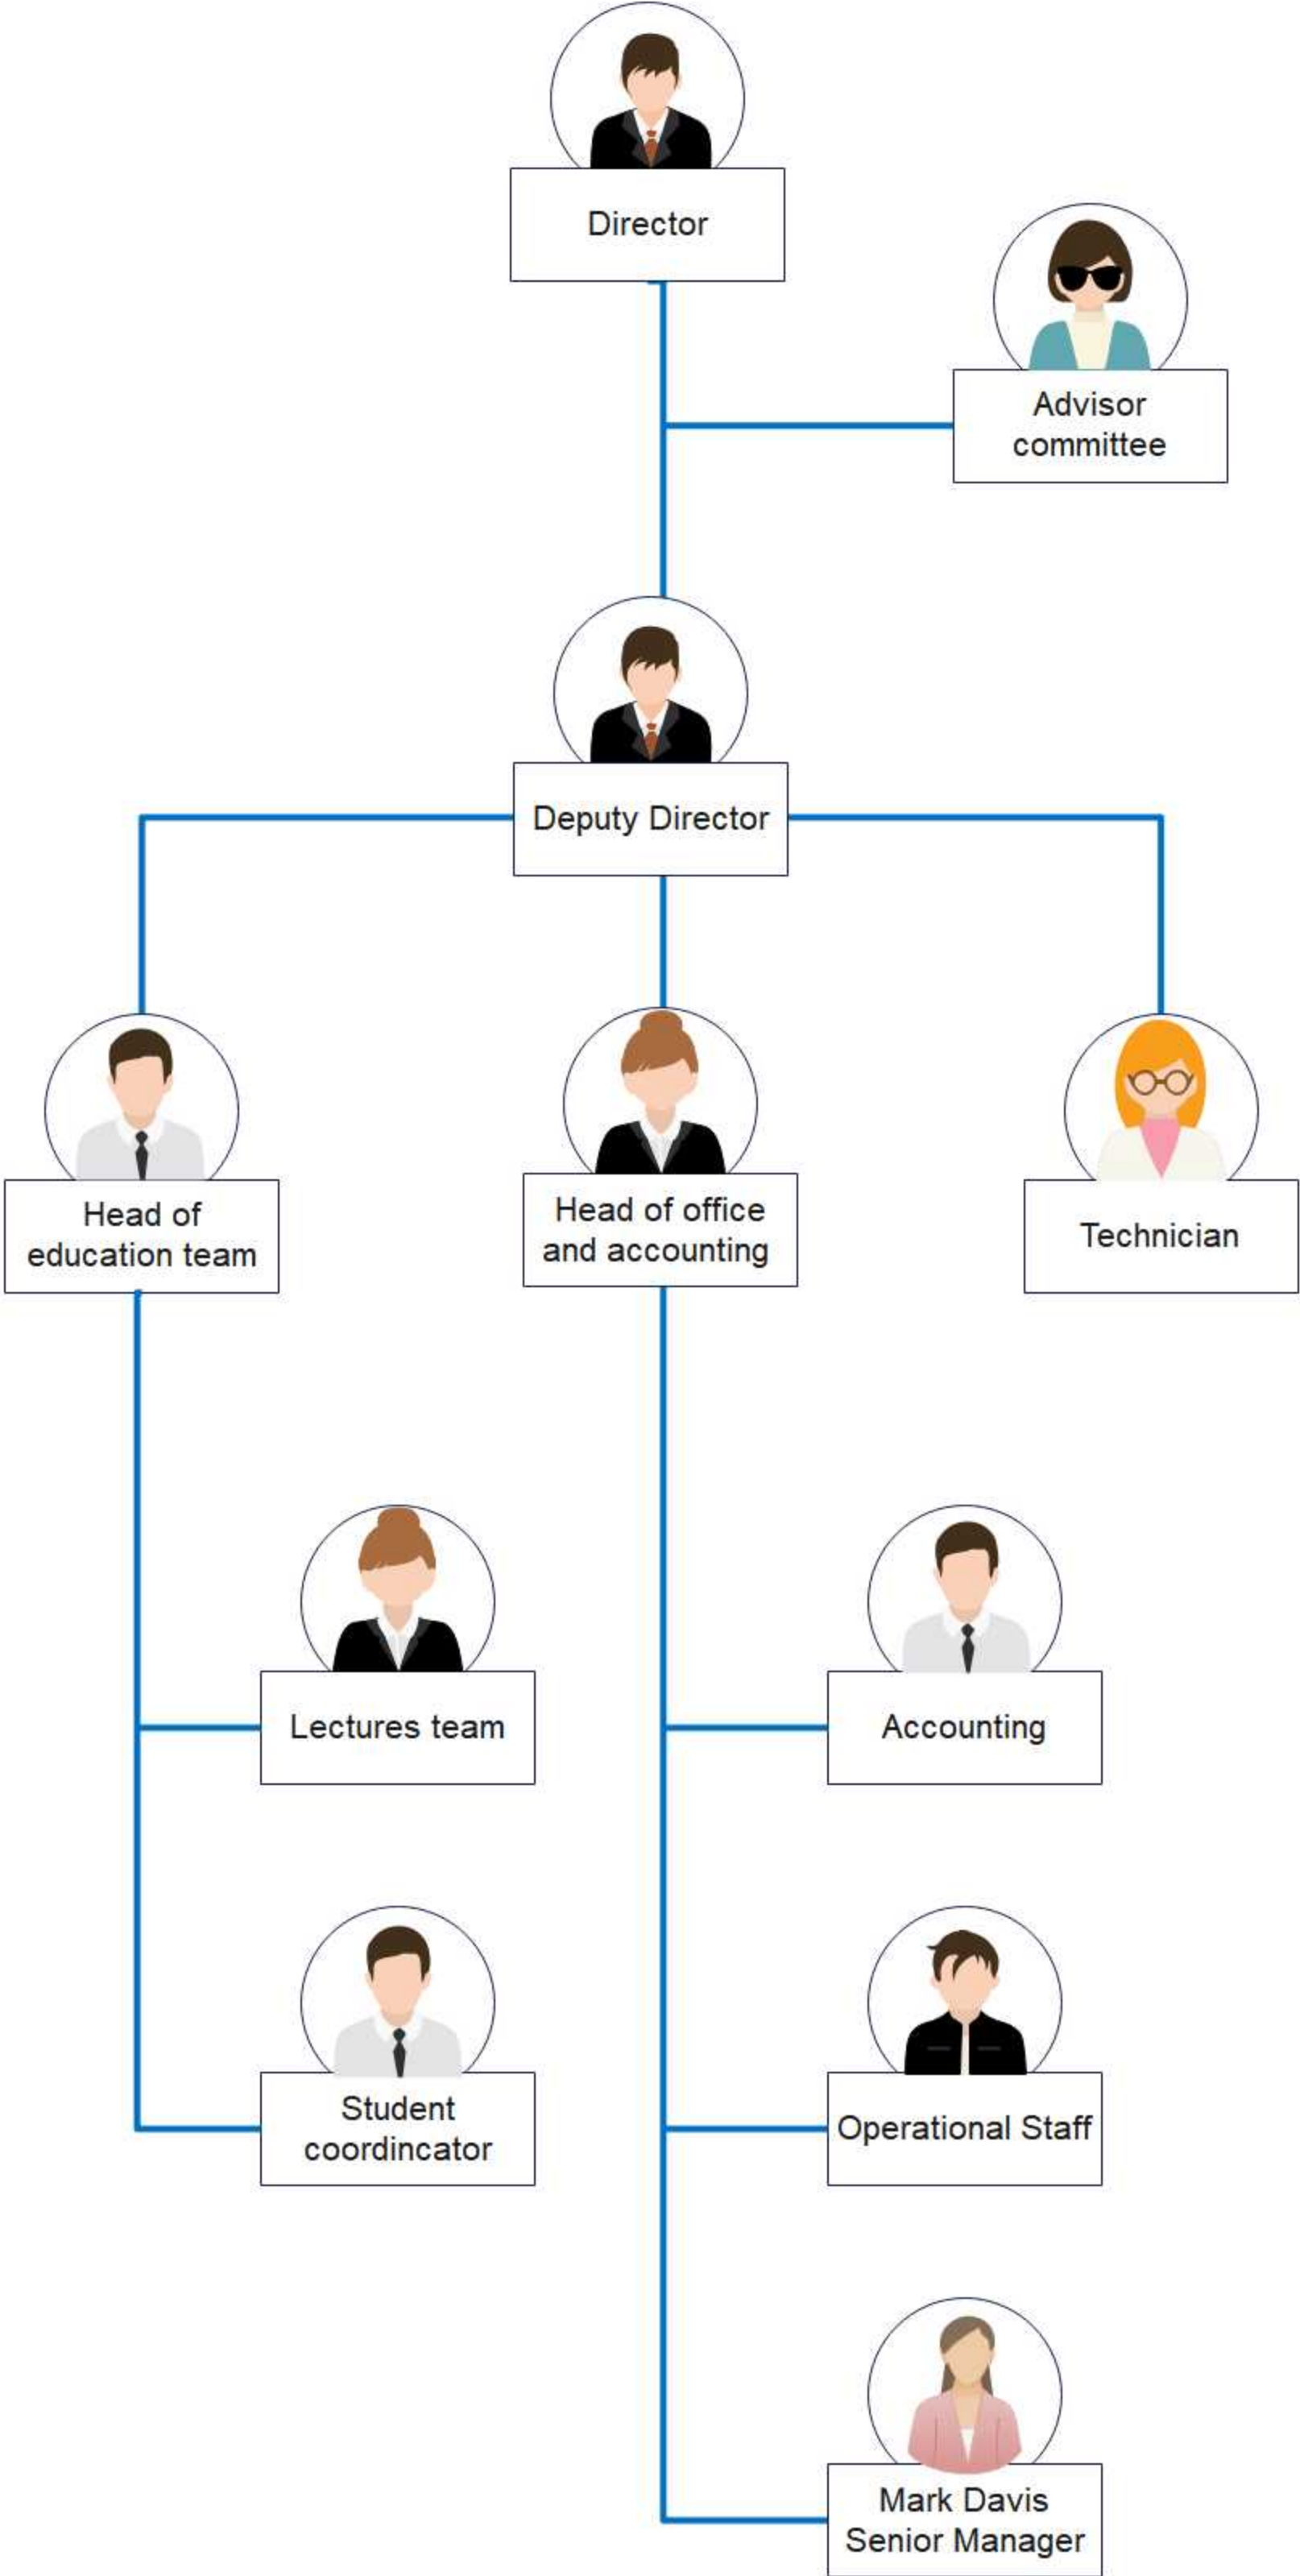 Director
Advisor
committee
Deputy Director
Head of
education team
Head of office
and accounting
Technician
Lectures team
Accounting
Student
coordincator
Operational Staff
Mark Davis
Senior Manager